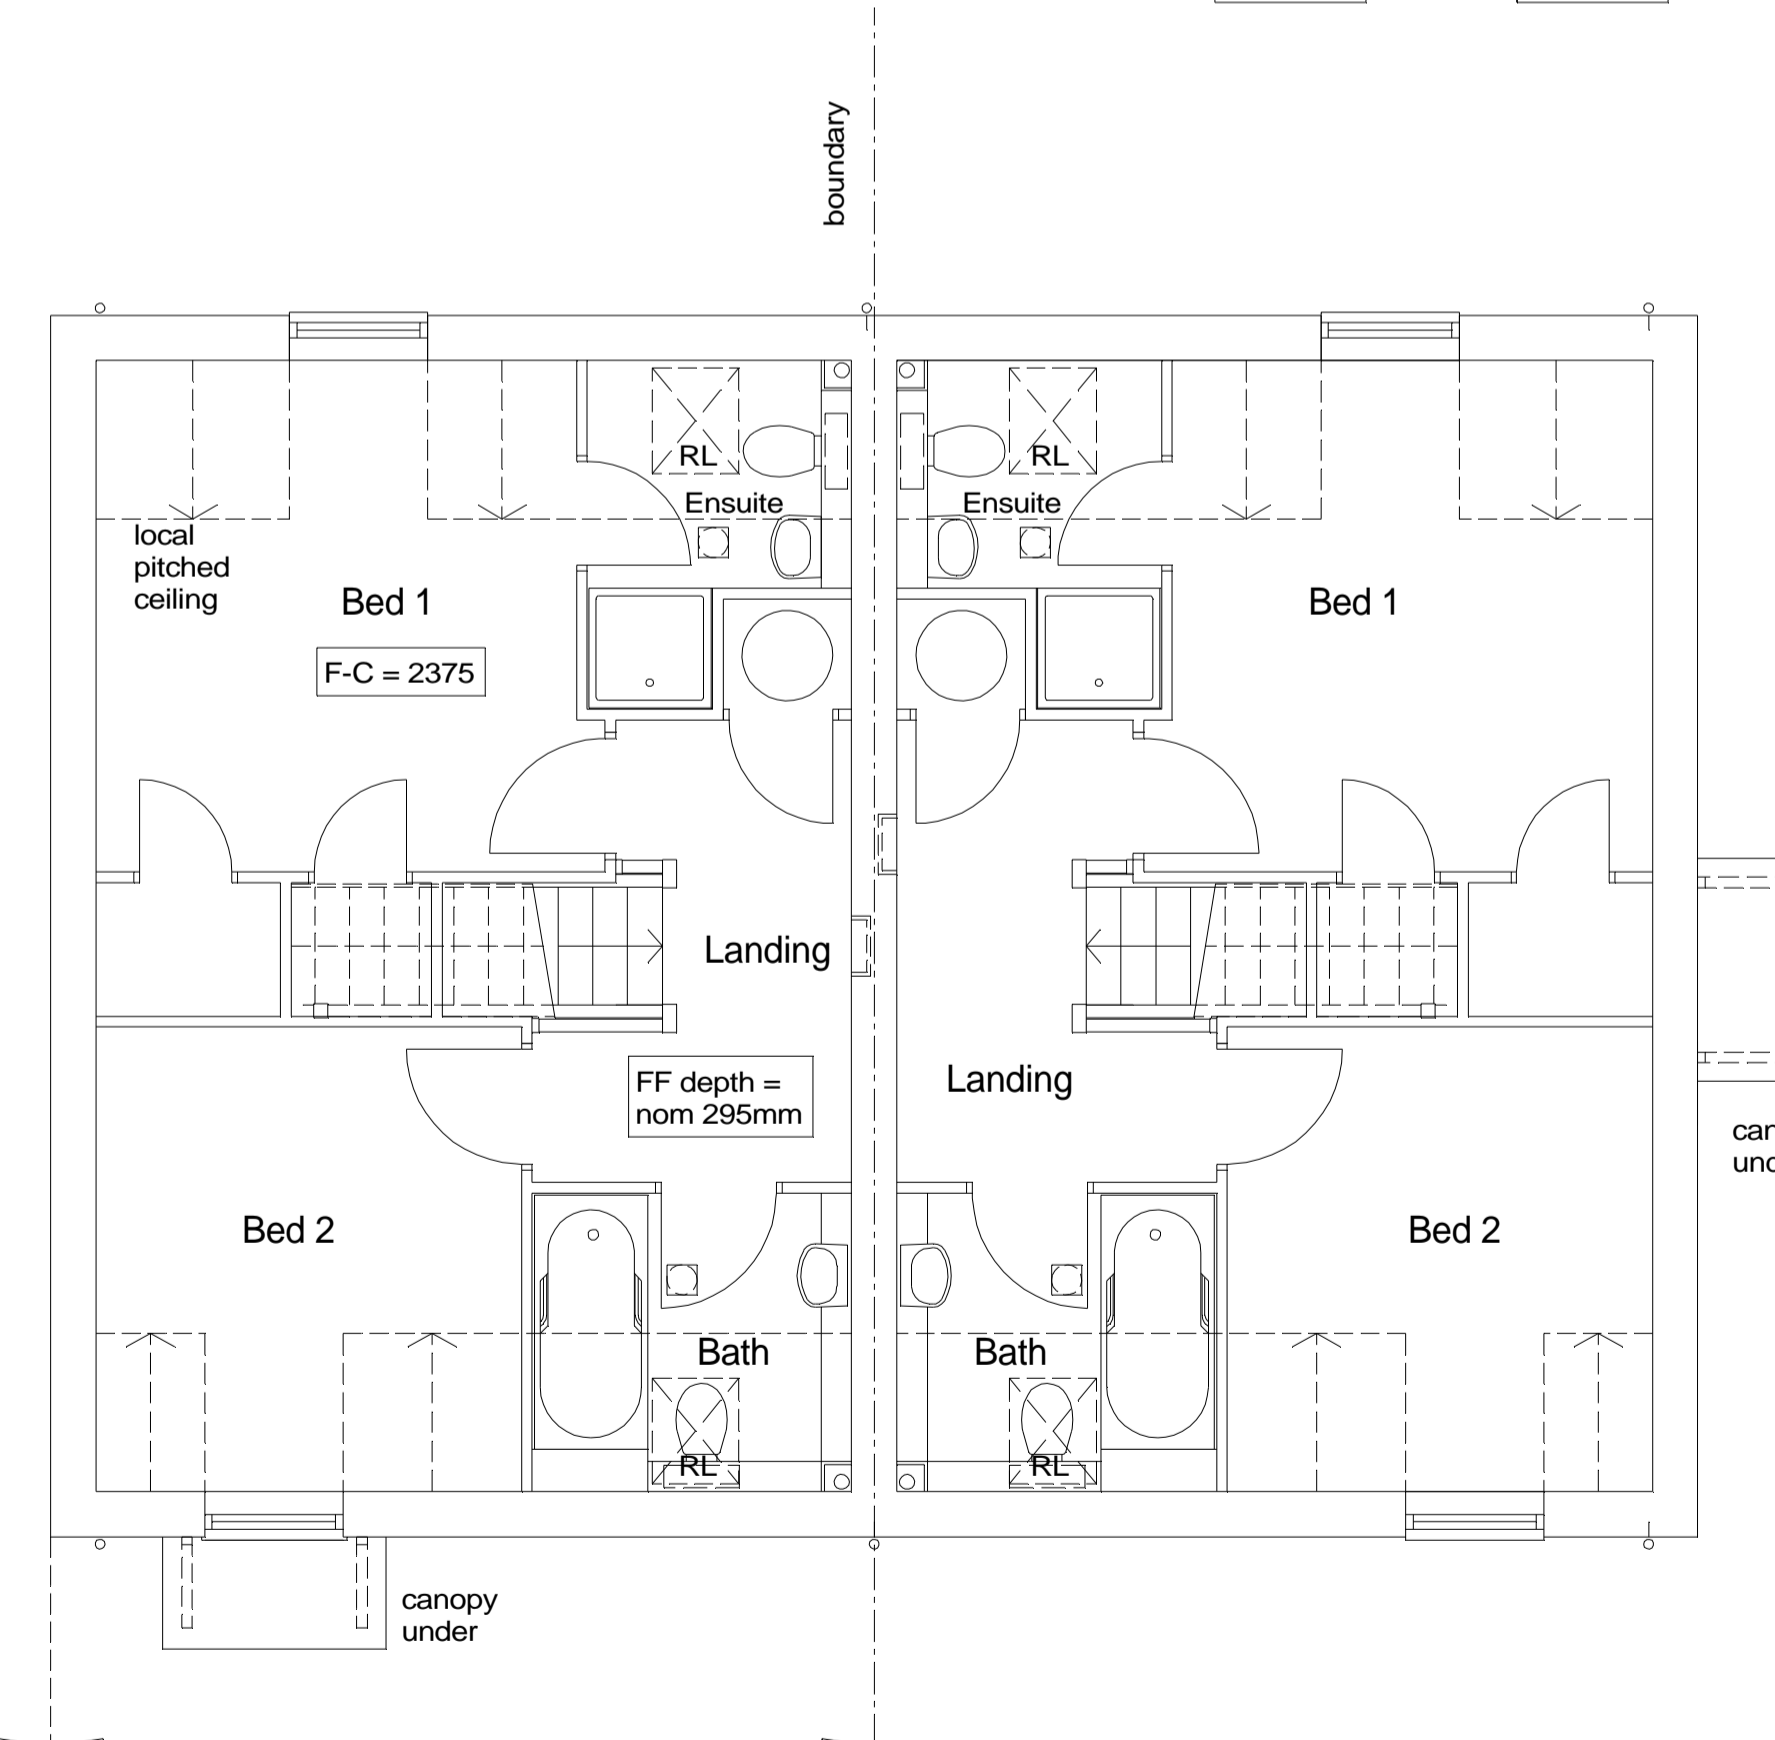 boundary
RL
RL
Ensuite
Ensuite
local
pitched
ceiling
Bed 1
Bed 1
F-C = 2375
Landing
FF depth =
nom 295mm
Landing
Bed 2
Bed 2
Bath
Bath
RL
RL
canopy
under